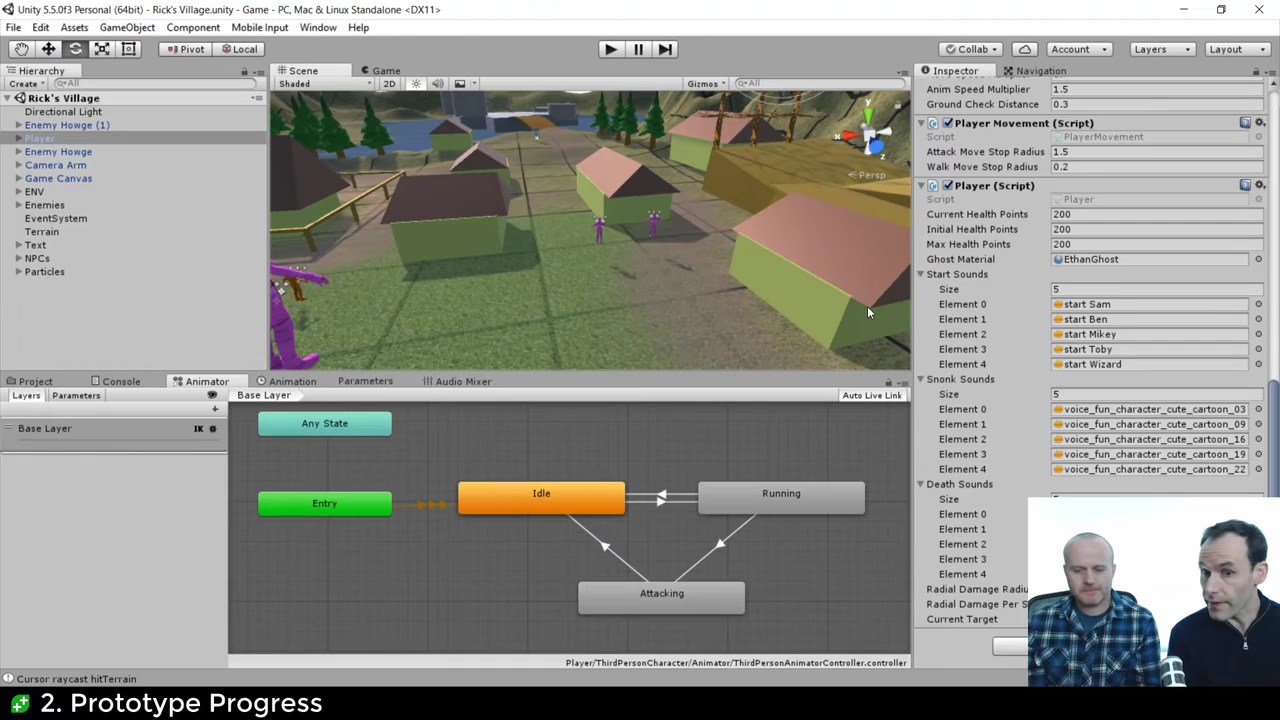 Unity 5.5.0f3 Personal (64bit) - Rick's Village.unity - Game - PC, Mac & Linux Standalone <DX11>
File Edit Assets GameObject Component Mobile Input Window Help
Pivot Local Collab Account Layers Layout
Hierarchy
Create All
Rick's Village
Directional Light
Enemy Howge (1)
Player
Enemy Howge
Camera Arm
Game Canvas
ENV
Enemies
EventSystem
Terrain
Text
NPCs
Particles
Scene Game
Shaded 2D Gizmos All
y
x
z
Persp
Inspector Navigation
Anim Speed Multiplier 1.5
Ground Check Distance 0.3
Player Movement (Script)
Script PlayerMovement
Attack Move Stop Radius 1.5
Walk Move Stop Radius 0.2
Player (Script)
Script Player
Current Health Points 200
Initial Health Points 200
Max Health Points 200
Ghost Material EthanGhost
Start Sounds
Size 5
Element 0 start Sam
Element 1 start Ben
Element 2 start Mikey
Element 3 start Toby
Element 4 start Wizard
Snonk Sounds
Size 5
Element 0 voice_fun_character_cute_cartoon_03
Element 1 voice_fun_character_cute_cartoon_09
Element 2 voice_fun_character_cute_cartoon_16
Element 3 voice_fun_character_cute_cartoon_19
Element 4 voice_fun_character_cute_cartoon_22
Death Sounds
Size
Element 0
Element 1
Element 2
Element 3
Element 4
Radial Damage Radiu
Radial Damage Per S
Current Target
Project Console Animator Animation Parameters Audio Mixer
Layers Parameters
Base Layer Auto Live Link
+
Base Layer IK
Any State
Entry
Idle
Running
Attacking
Player/ThirdPersonCharacter/Animator/ThirdPersonAnimatorController.controller
Cursor raycast hitTerrain
2. Prototype Progress